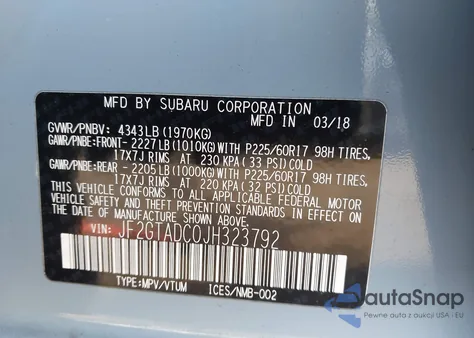 MFD BY SUBARU CORPORATION IN 03/18
GVWR/PNBV: 4343LB (1970KG)
GAWR/PNBE:FRONT- 2227LB (1010KG) WITH P225/60R17 98H TIRES,
17X7J RIMS AT 230 KPA (33 PSI) COLD
GAWR/PNBE:REAR - 2205LB (1000KG) WITH P225/60R17 98H TIRES,
17X7J RIMS AT 220 KPA (32 PSI) COLD
THIS VEHICLE CONFORMS TO ALL APPLICABLE FEDERAL MOTOR
VEHICLE SAFETY AND THEFT PREVENTION STANDARDS IN EFFECT
ON THE DATE OF MANUFACTURE SHOWN ABOVE.
VIN: JF2GTADC0JH323792
TYPE:MPV/VTUM ICES/NMB-002
autaSnap
Pewne auta z USA i EU